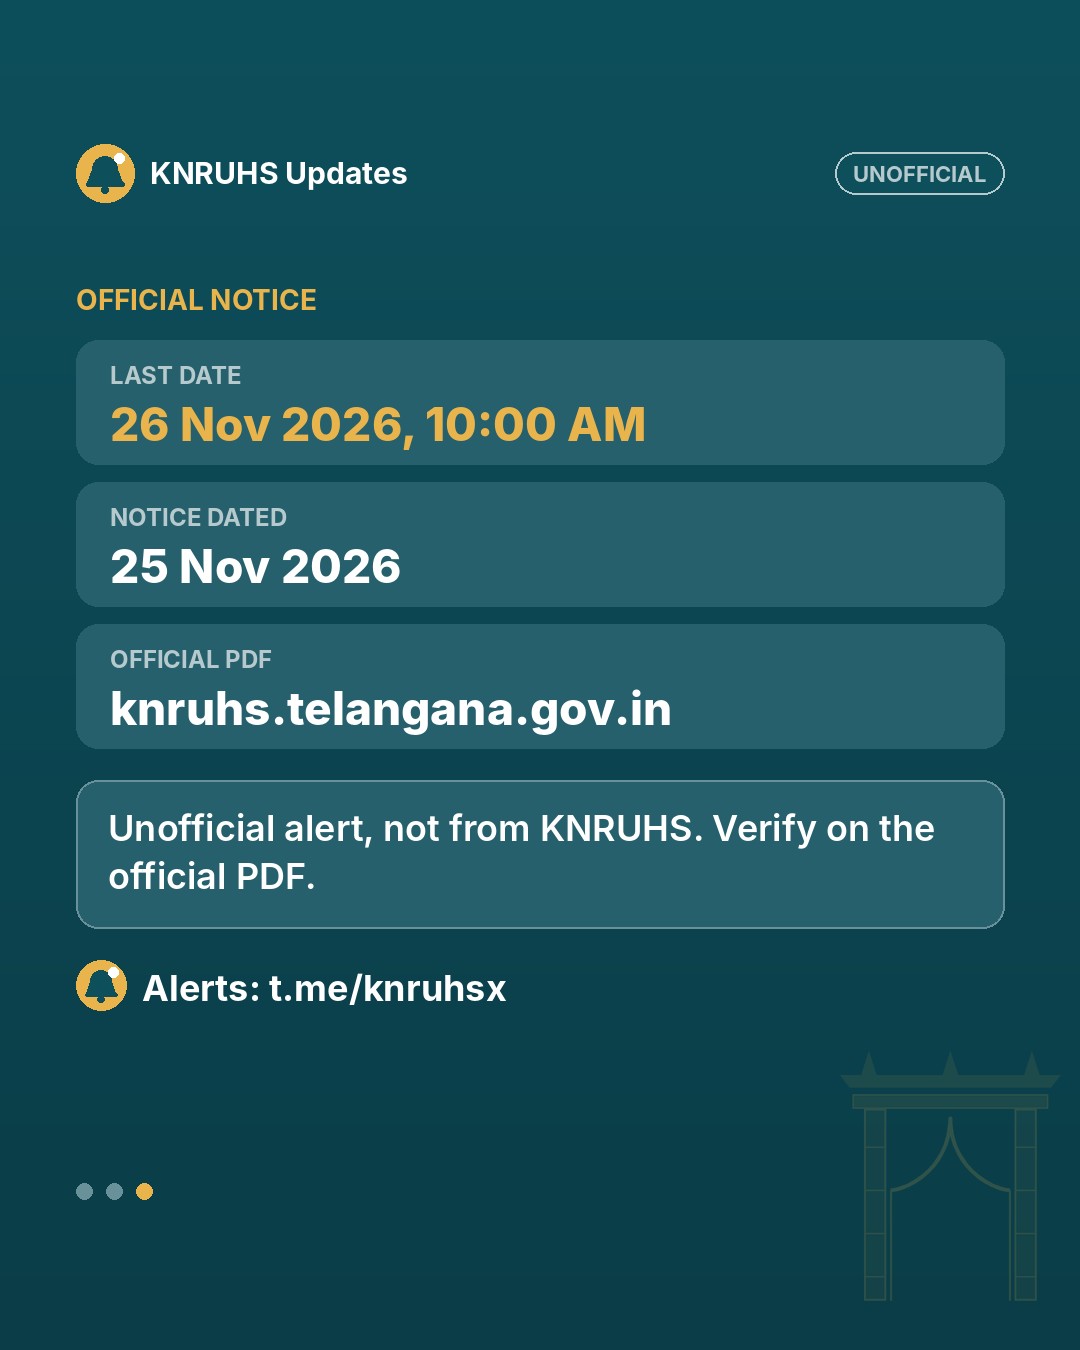 KNRUHS Updates
UNOFFICIAL
OFFICIAL NOTICE
LAST DATE
26 Nov 2026, 10:00 AM
NOTICE DATED
25 Nov 2026
OFFICIAL PDF
knruhs.telangana.gov.in
Unofficial alert, not from KNRUHS. Verify on the
official PDF.
Alerts: t.me/knruhsx